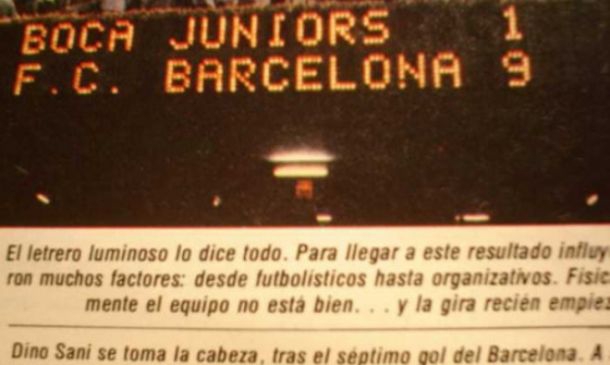 BOCA JUNIORS 1
F.C. BARCELONA 9
El letrero luminoso lo dice todo. Para llegar a este resultado influy
ron muchos factores: desde futbolísticos hasta organizativos. Físic
mente el equipo no está bien. . . y la gira recién empiez
Dino Sani se toma la cabeza, tras el séptimo gol del Barcelona. A